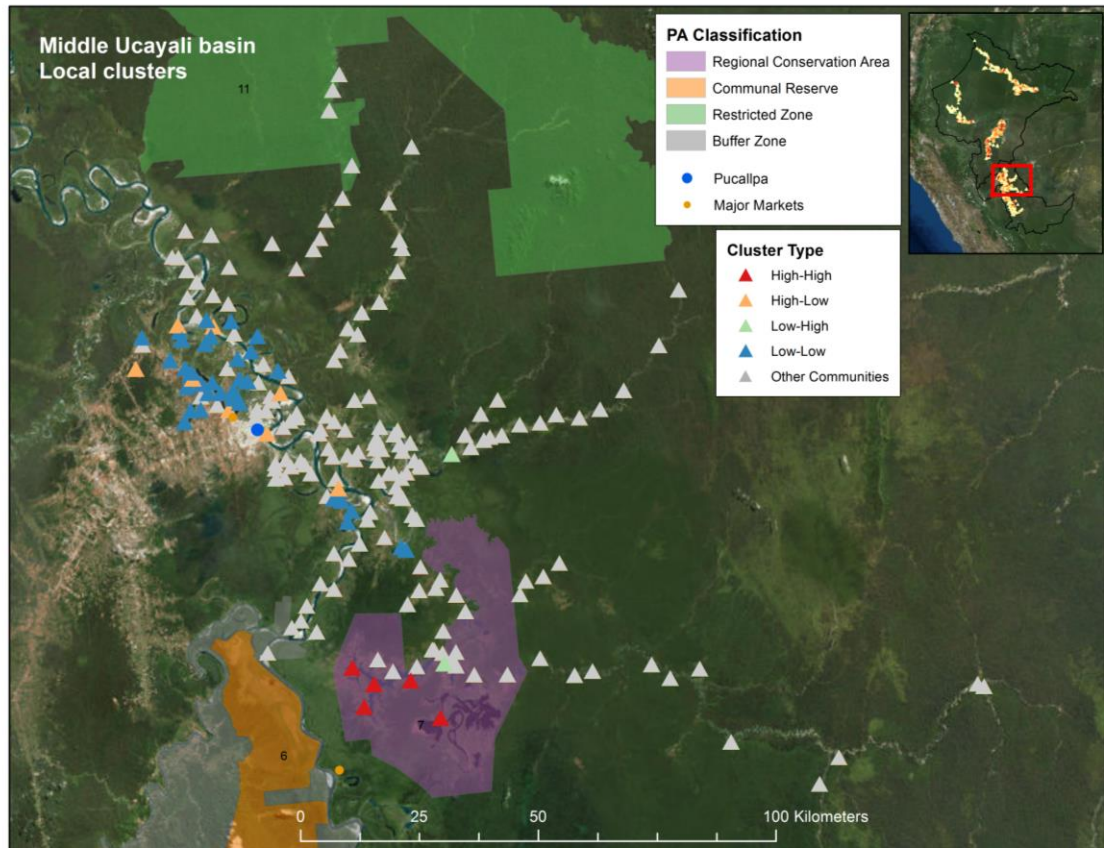 Middle Ucayali basin
Local clusters
PA Classification
Regional Conservation Area
Communal Reserve
Restricted Zone
Buffer Zone
Pucallpa
Major Markets
Cluster Type
High-High
High-Low
Low-High
Low-Low
Other Communities
11
7
6
0 25 50 100 Kilometers